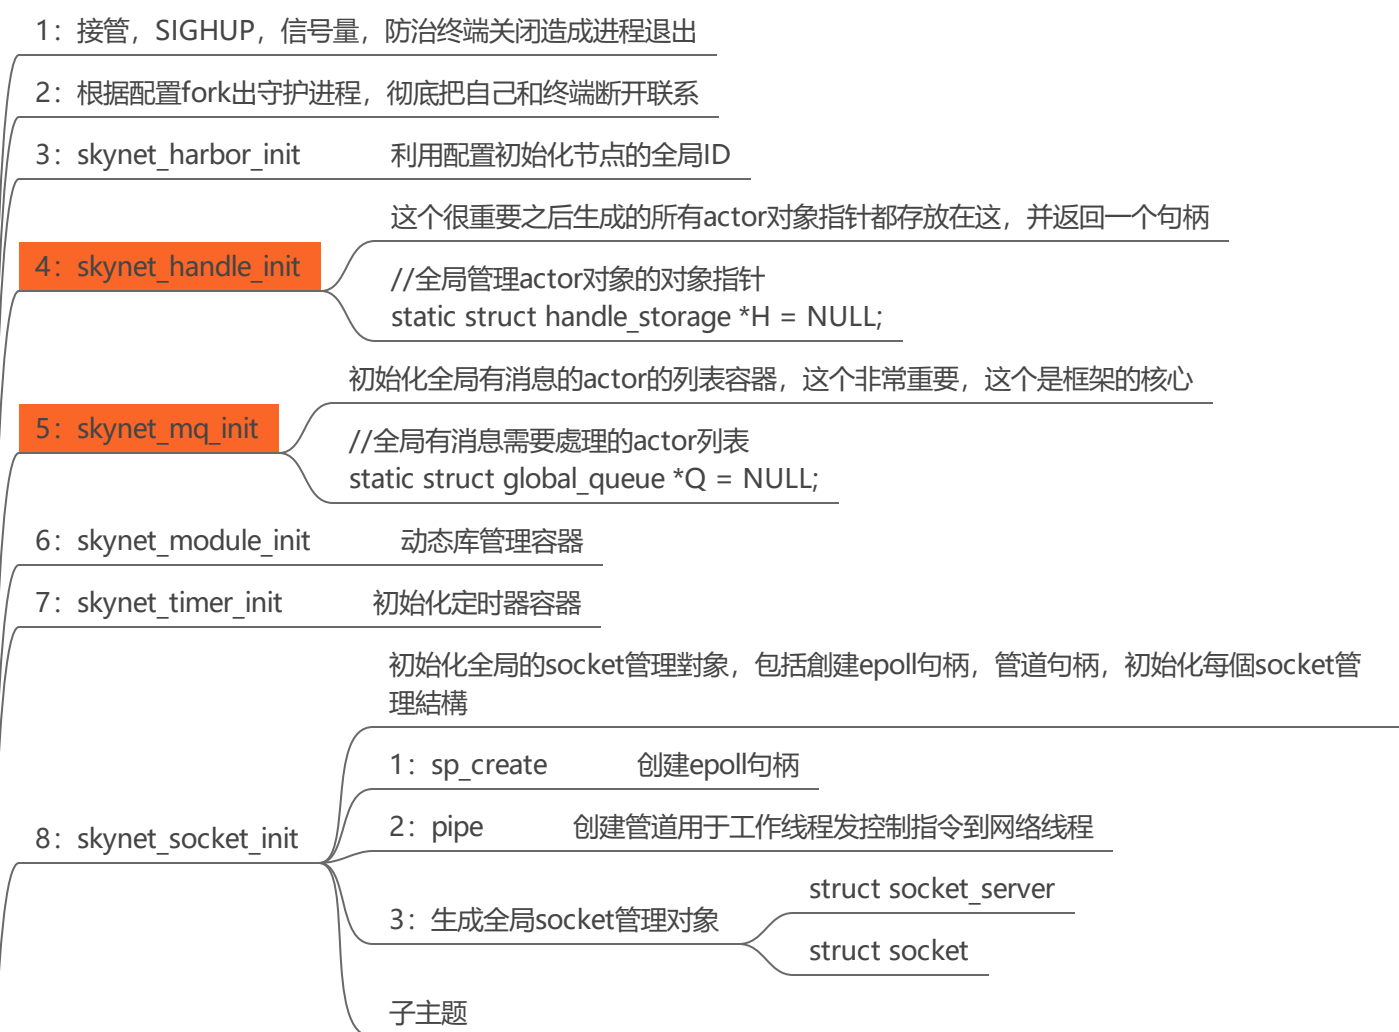 1：接管，SIGHUP，信号量，防治终端关闭造成进程退出
2：根据配置fork出守护进程，彻底把自己和终端断开联系
3：skynet_harbor_init 利用配置初始化节点的全局ID
这个很重要之后生成的所有actor对象指针都存放在这，并返回一个句柄
4：skynet_handle_init
//全局管理actor对象的对象指针
static struct handle_storage *H = NULL;
初始化全局有消息的actor的列表容器，这个非常重要，这个是框架的核心
5：skynet_mq_init
//全局有消息需要處理的actor列表
static struct global_queue *Q = NULL;
6：skynet_module_init 动态库管理容器
7：skynet_timer_init 初始化定时器容器
初始化全局的socket管理對象，包括創建epoll句柄，管道句柄，初始化每個socket管
理結構
1：sp_create 创建epoll句柄
2：pipe 创建管道用于工作线程发控制指令到网络线程
8：skynet_socket_init
struct socket_server
3：生成全局socket管理对象
struct socket
子主题